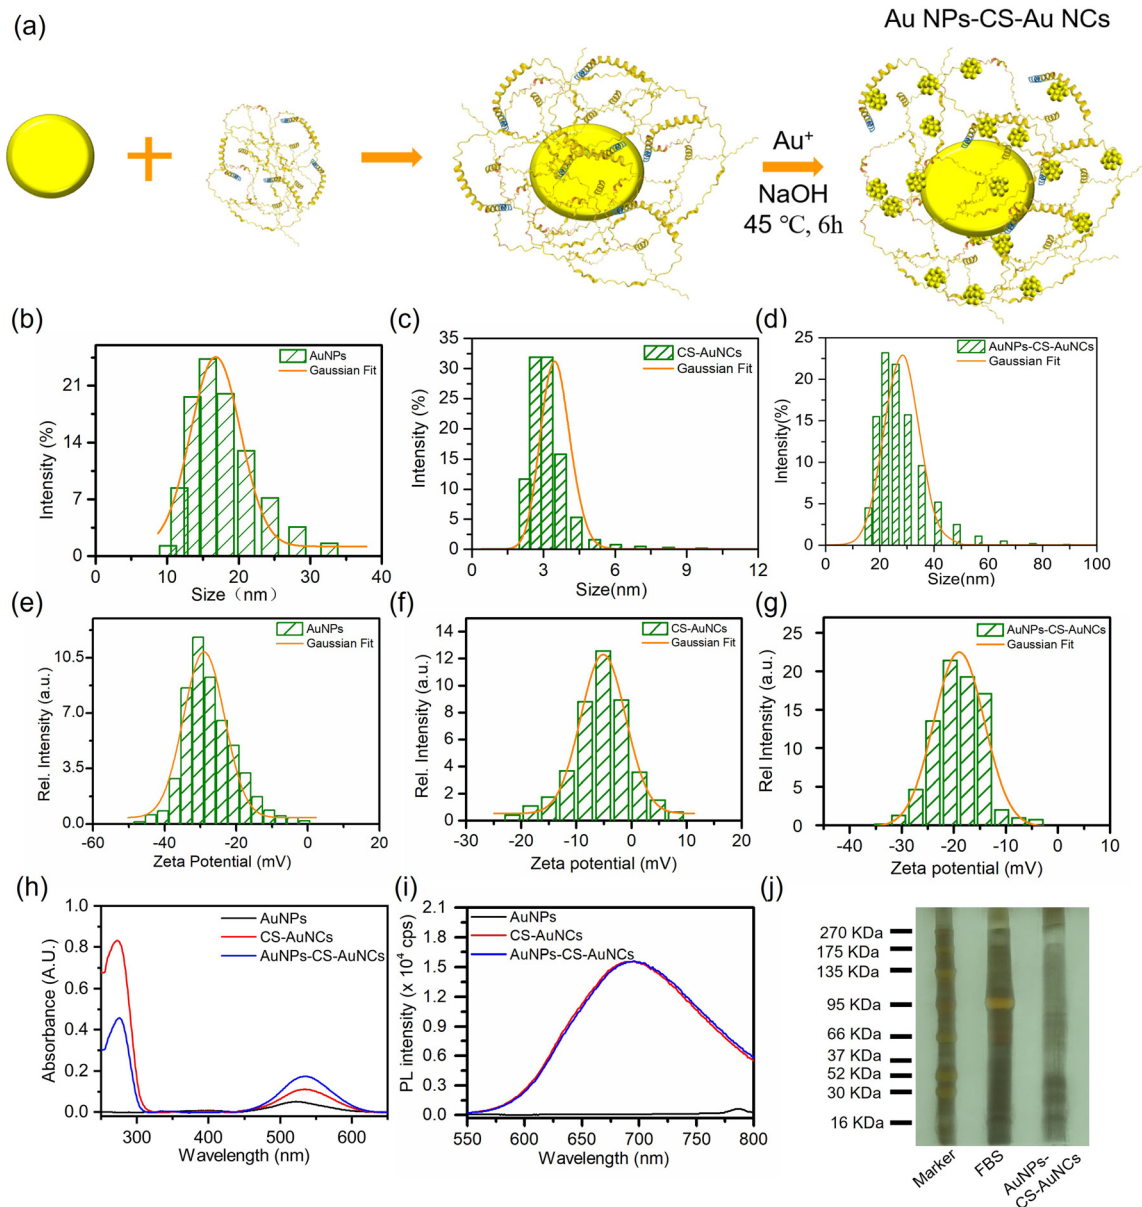 (a)
Au NPs-CS-Au NCs
Au⁺
NaOH
45 ℃, 6h
(b)
AuNPs
Gaussian Fit
Intensity (%)
21
14
7
0
0 10 20 30 40
Size（nm）
(c)
CS-AuNCs
Gaussian Fit
Intensity (%)
35
30
25
20
15
10
5
0
0 3 6 9 12
Size(nm)
(d)
AuNPs-CS-AuNCs
Gaussian Fit
Intensity(%)
25
20
15
10
5
0
0 20 40 60 80 100
Size(nm)
(e)
AuNPs
Gaussian Fit
Rel. Intensity (a.u.)
10.5
7.0
3.5
0.0
-60 -40 -20 0 20
Zeta Potential (mV)
(f)
CS-AuNCs
Gaussian Fit
Rel. Intensity (a.u.)
14
12
10
8
6
4
2
0
-30 -20 -10 0 10 20
Zeta potential (mV)
(g)
AuNPs-CS-AuNCs
Gaussian Fit
Rel Intensity (a.u.)
25
20
15
10
5
0
-40 -30 -20 -10 0 10
Zeta potential (mV)
(h)
AuNPs
CS-AuNCs
AuNPs-CS-AuNCs
Absorbance (A.U.)
1.0
0.8
0.6
0.4
0.2
0.0
300 400 500 600
Wavelength (nm)
(i)
AuNPs
CS-AuNCs
AuNPs-CS-AuNCs
PL intensity (x 10⁴ cps)
2.1
1.8
1.5
1.2
0.9
0.6
0.3
0.0
550 600 650 700 750 800
Wavelength (nm)
(j)
270 KDa
175 KDa
135 KDa
95 KDa
66 KDa
37 KDa
52 KDa
30 KDa
16 KDa
Marker
FBS
AuNPs-
CS-AuNCs